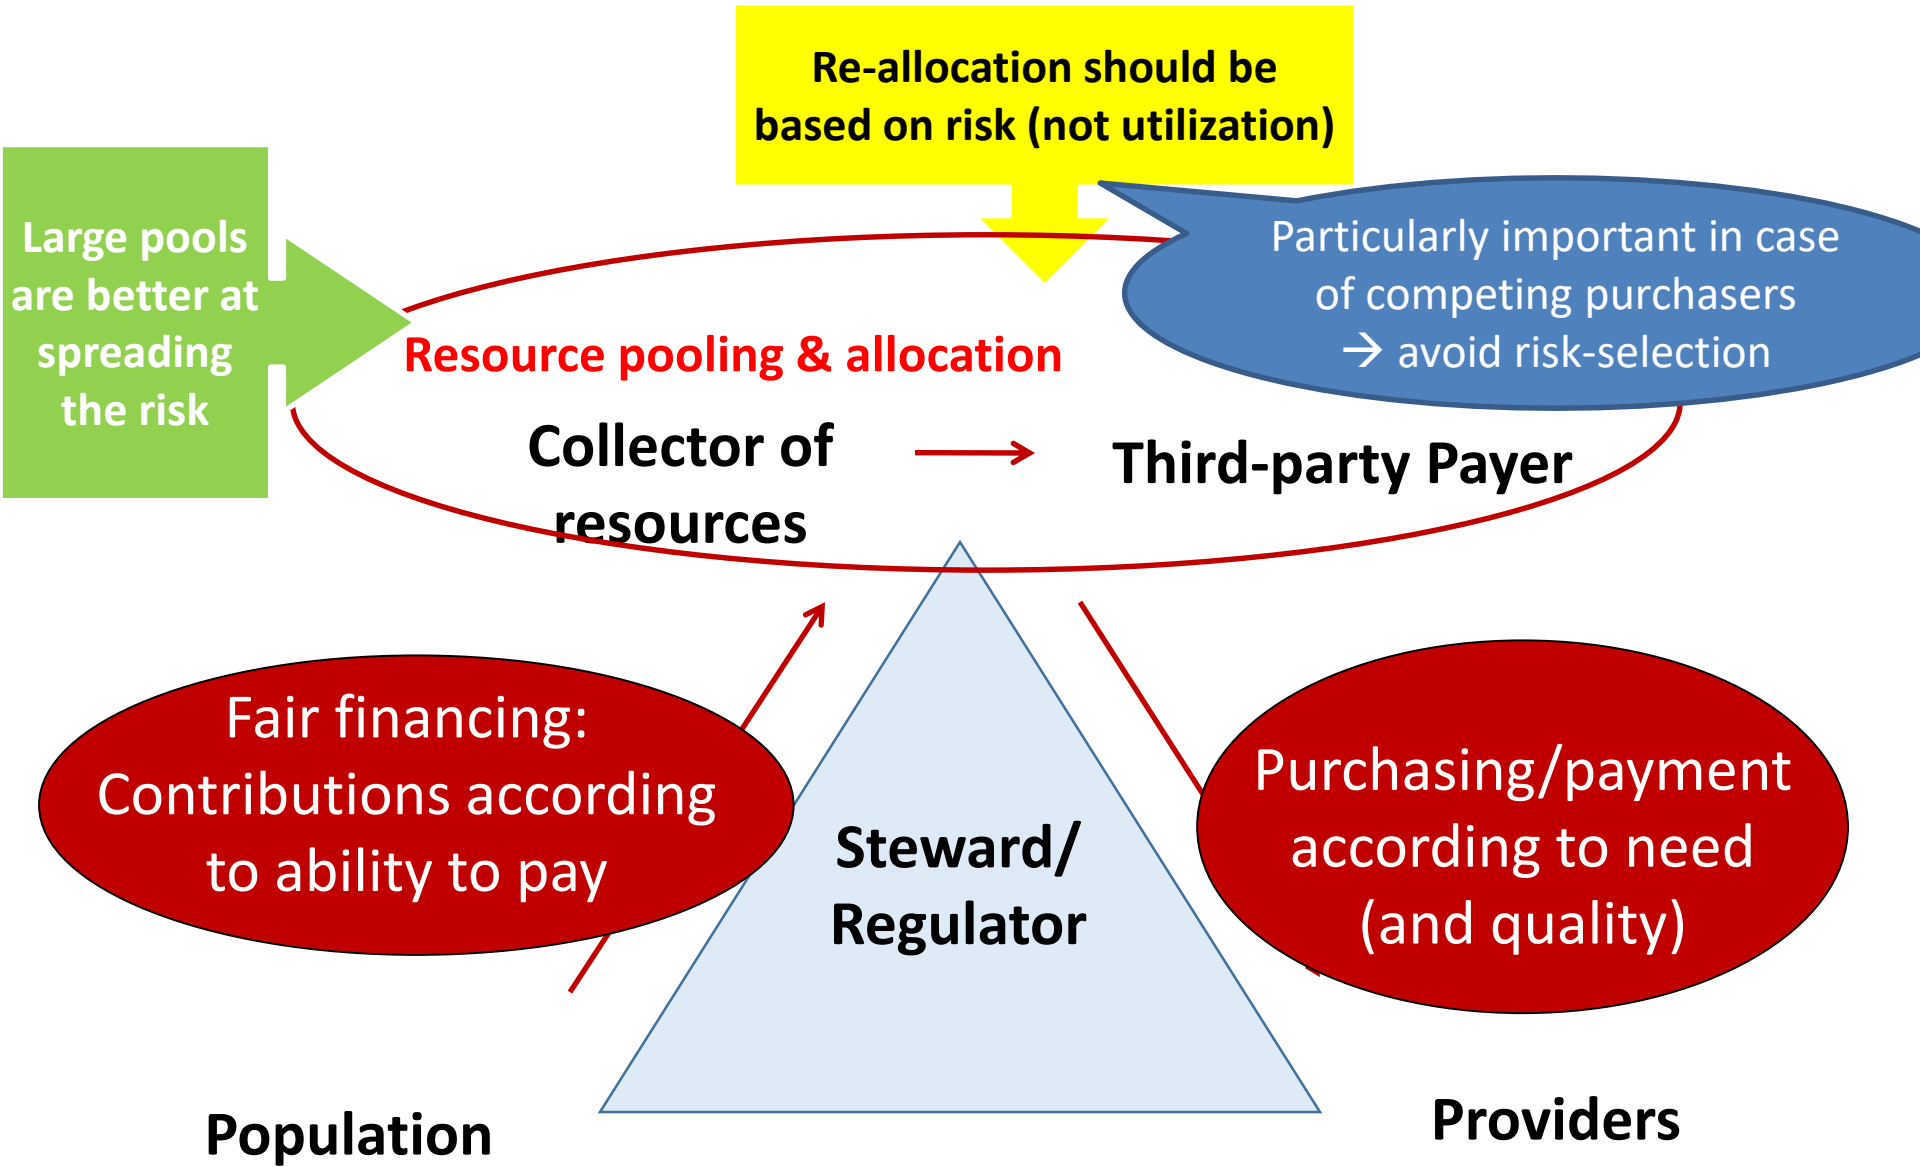 Re-allocation should be
based on risk (not utilization)
Large pools
are better at
spreading
the risk
Particularly important in case
of competing purchasers
→ avoid risk-selection
Resource pooling & allocation
Collector of
resources
Third-party Payer
Fair financing:
Contributions according
to ability to pay
Steward/
Regulator
Purchasing/payment
according to need
(and quality)
Population
Providers